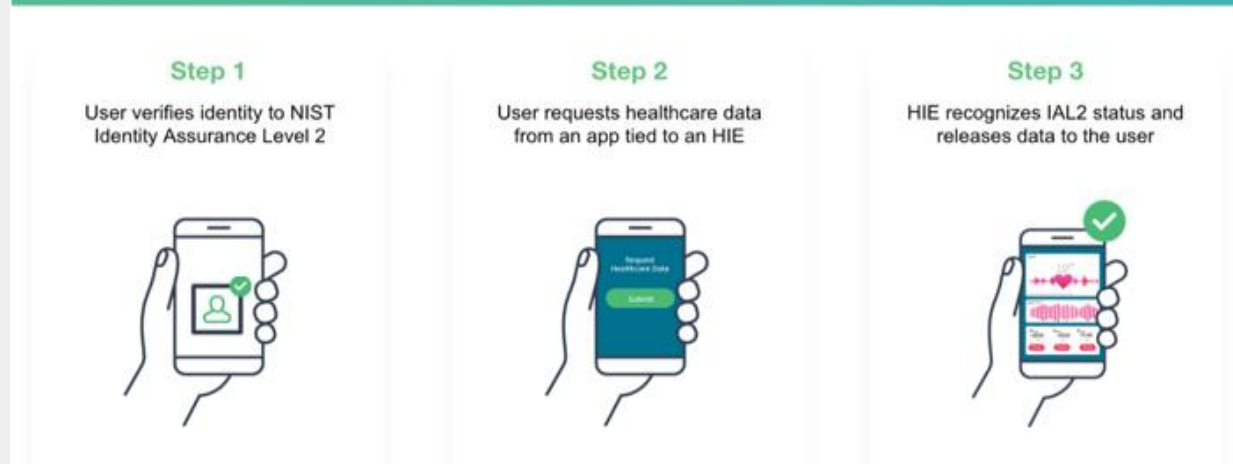 Step 1
User verifies identity to NIST
Identity Assurance Level 2
Step 2
User requests healthcare data
from an app tied to an HIE
Request
Healthcare Data
Submit
Step 3
HIE recognizes IAL2 status and
releases data to the user